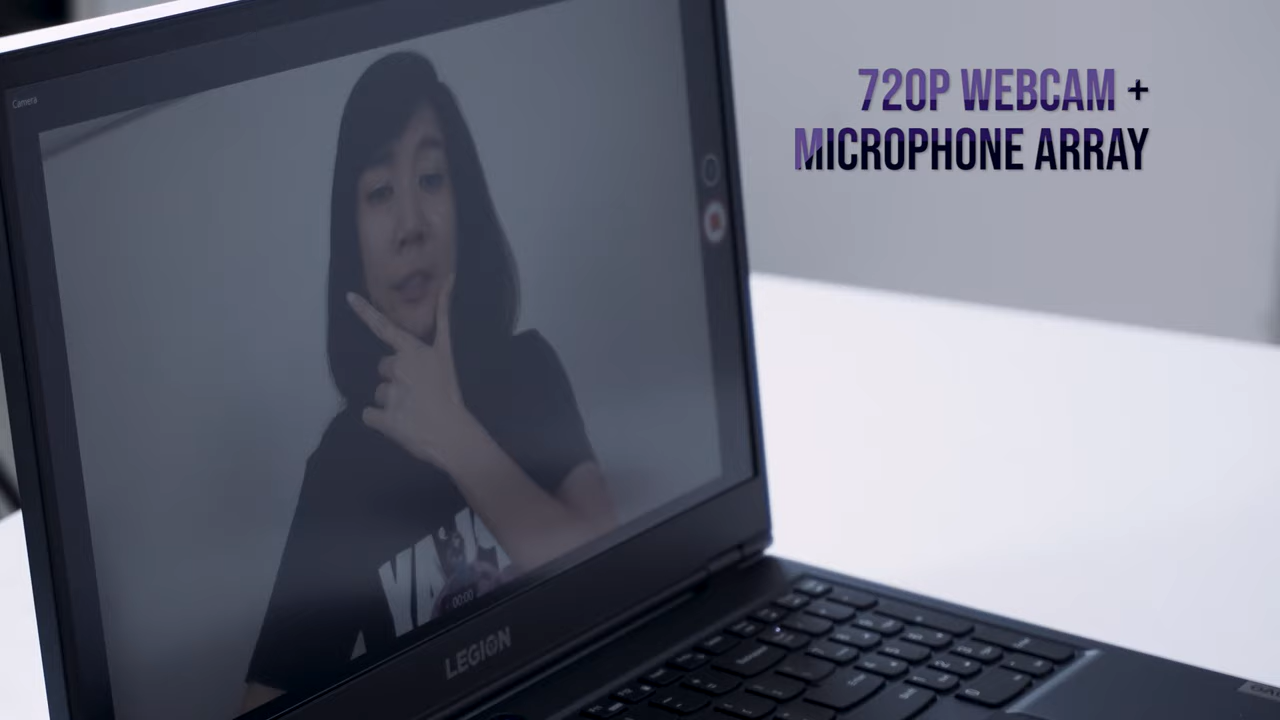 720P WEBCAM +
MICROPHONE ARRAY
Camera
00:00
LEGION